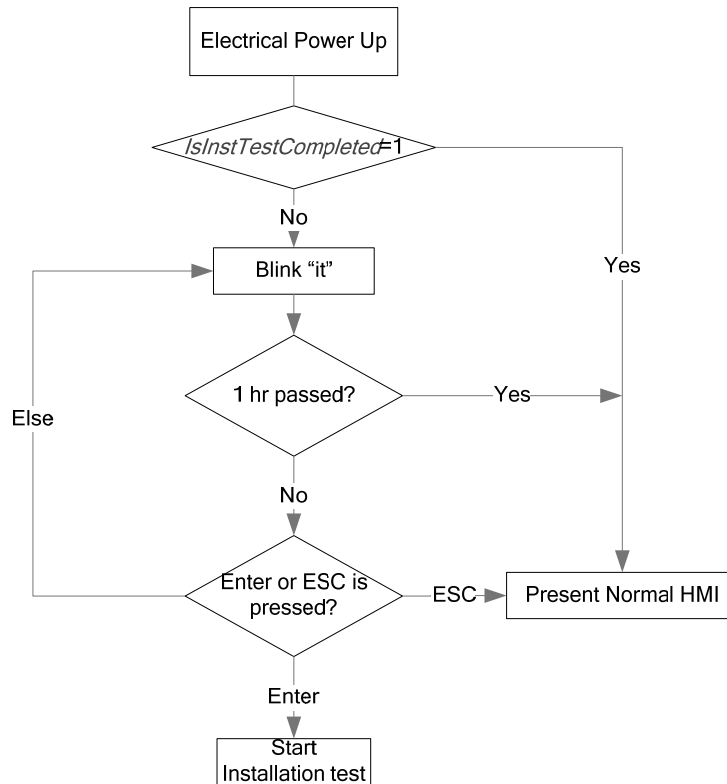 Electrical Power Up
IsInstTestCompleted=1
No
Blink “it”
Yes
1 hr passed?
Yes
Else
No
Enter or ESC is
pressed?
ESC
Present Normal HMI
Enter
Start
Installation test